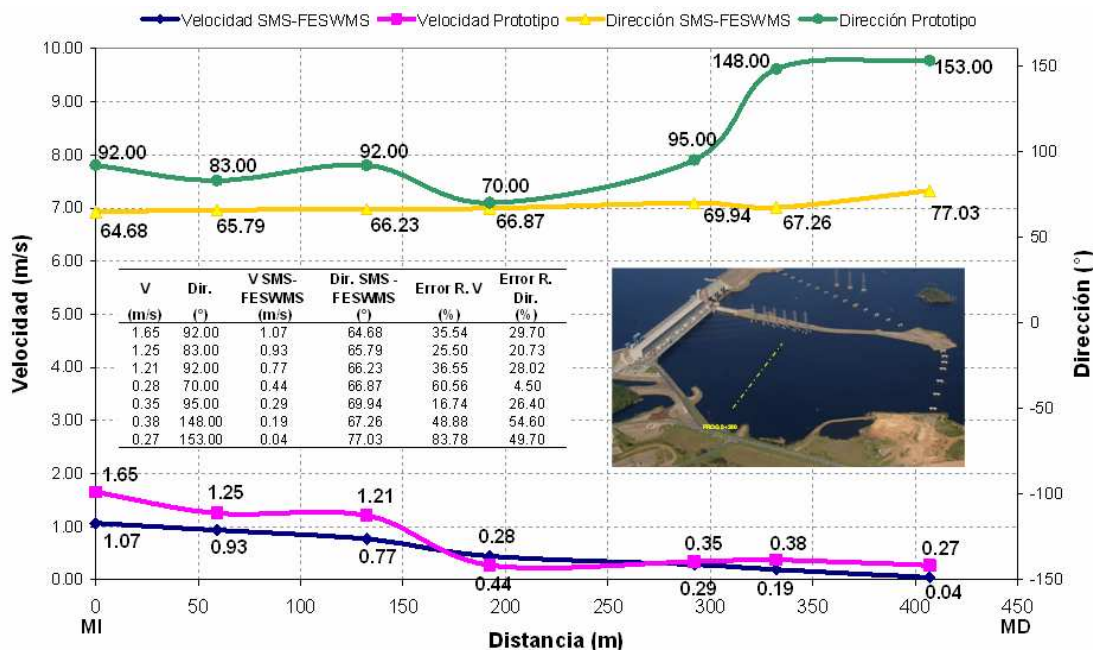 Velocidad SMS-FESWMS Velocidad Prototipo Dirección SMS-FESWMS Dirección Prototipo
10.00
9.00
8.00
7.00
6.00
5.00
4.00
3.00
2.00
1.00
0.00
Velocidad (m/s)
92.00 83.00 92.00 70.00 95.00 148.00 153.00
64.68 65.79 66.23 66.87 69.94 67.26 77.03
V Dir. V SMS-FESWMS Dir. SMS - FESWMS Error R. V Error R. Dir.
(m/s) (°) (m/s) (°) (%) (%)
1.65 92.00 1.07 64.68 35.54 29.70
1.25 83.00 0.93 65.79 25.50 20.73
1.21 92.00 0.77 66.23 36.55 28.02
0.28 70.00 0.44 66.87 60.56 4.50
0.35 95.00 0.29 69.94 16.74 26.40
0.38 148.00 0.19 67.26 48.88 54.60
0.27 153.00 0.04 77.03 83.78 49.70
1.65 1.25 1.21 0.28 0.35 0.38 0.27
1.07 0.93 0.77 0.44 0.29 0.19 0.04
150
100
50
0
-50
-100
-150
Dirección (°)
0 50 100 150 200 250 300 350 400 450
MI MD
Distancia (m)